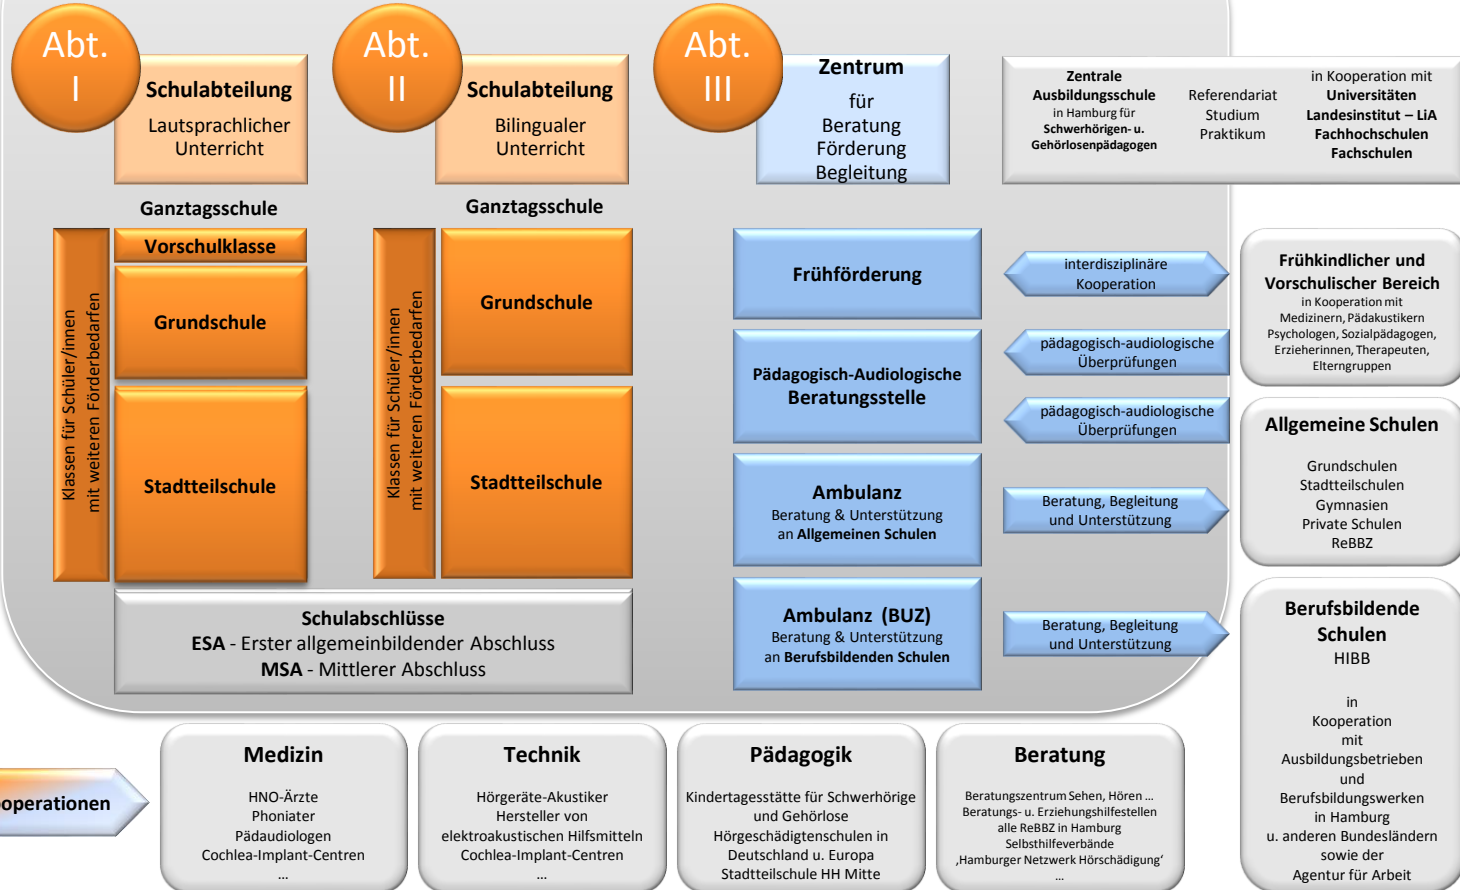 Abt.
I
Schulabteilung
Lautsprachlicher
Unterricht
Abt.
II
Schulabteilung
Bilingualer
Unterricht
Abt.
III
Zentrum
für
Beratung
Förderung
Begleitung
Zentrale
Ausbildungsschule
in Hamburg für
Schwerhörigen- u.
Gehörlosenpädagogen
Referendariat
Studium
Praktikum
in Kooperation mit
Universitäten
Landesinstitut – LiA
Fachhochschulen
Fachschulen
Ganztagsschule
Klassen für Schüler/innen
mit weiteren Förderbedarfen
Vorschulklasse
Grundschule
Stadtteilschule
Ganztagsschule
Klassen für Schüler/innen
mit weiteren Förderbedarfen
Grundschule
Stadtteilschule
Schulabschlüsse
ESA - Erster allgemeinbildender Abschluss
MSA - Mittlerer Abschluss
Frühförderung
Pädagogisch-Audiologische
Beratungsstelle
Ambulanz
Beratung & Unterstützung
an Allgemeinen Schulen
Ambulanz (BUZ)
Beratung & Unterstützung
an Berufsbildenden Schulen
interdisziplinäre
Kooperation
pädagogisch-audiologische
Überprüfungen
pädagogisch-audiologische
Überprüfungen
Beratung, Begleitung
und Unterstützung
Beratung, Begleitung
und Unterstützung
Frühkindlicher und
Vorschulischer Bereich
in Kooperation mit
Medizinern, Pädakustikern
Psychologen, Sozialpädagogen,
Erzieherinnen, Therapeuten,
Elterngruppen
Allgemeine Schulen
Grundschulen
Stadtteilschulen
Gymnasien
Private Schulen
ReBBZ
Berufsbildende
Schulen
HIBB
in
Kooperation
mit
Ausbildungsbetrieben
und
Berufsbildungswerken
in Hamburg
u. anderen Bundesländern
sowie der
Agentur für Arbeit
operationen
Medizin
HNO-Ärzte
Phoniater
Pädaudiologen
Cochlea-Implant-Centren
...
Technik
Hörgeräte-Akustiker
Hersteller von
elektroakustischen Hilfsmitteln
Cochlea-Implant-Centren
...
Pädagogik
Kindertagesstätte für Schwerhörige
und Gehörlose
Hörgeschädigtenschulen in
Deutschland u. Europa
Stadtteilschule HH Mitte
Beratung
Beratungszentrum Sehen, Hören ...
Beratungs- u. Erziehungshilfestellen
alle ReBBZ in Hamburg
Selbsthilfeverbände
‚Hamburger Netzwerk Hörschädigung‘
...